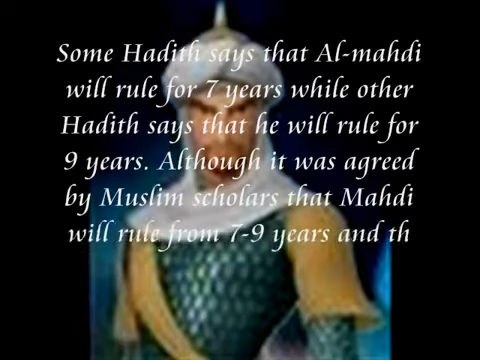 Some Hadith says that Al-mahdi
will rule for 7 years while other
Hadith says that he will rule for
9 years. Although it was agreed
by Muslim scholars that Mahdi
will rule from 7-9 years and th